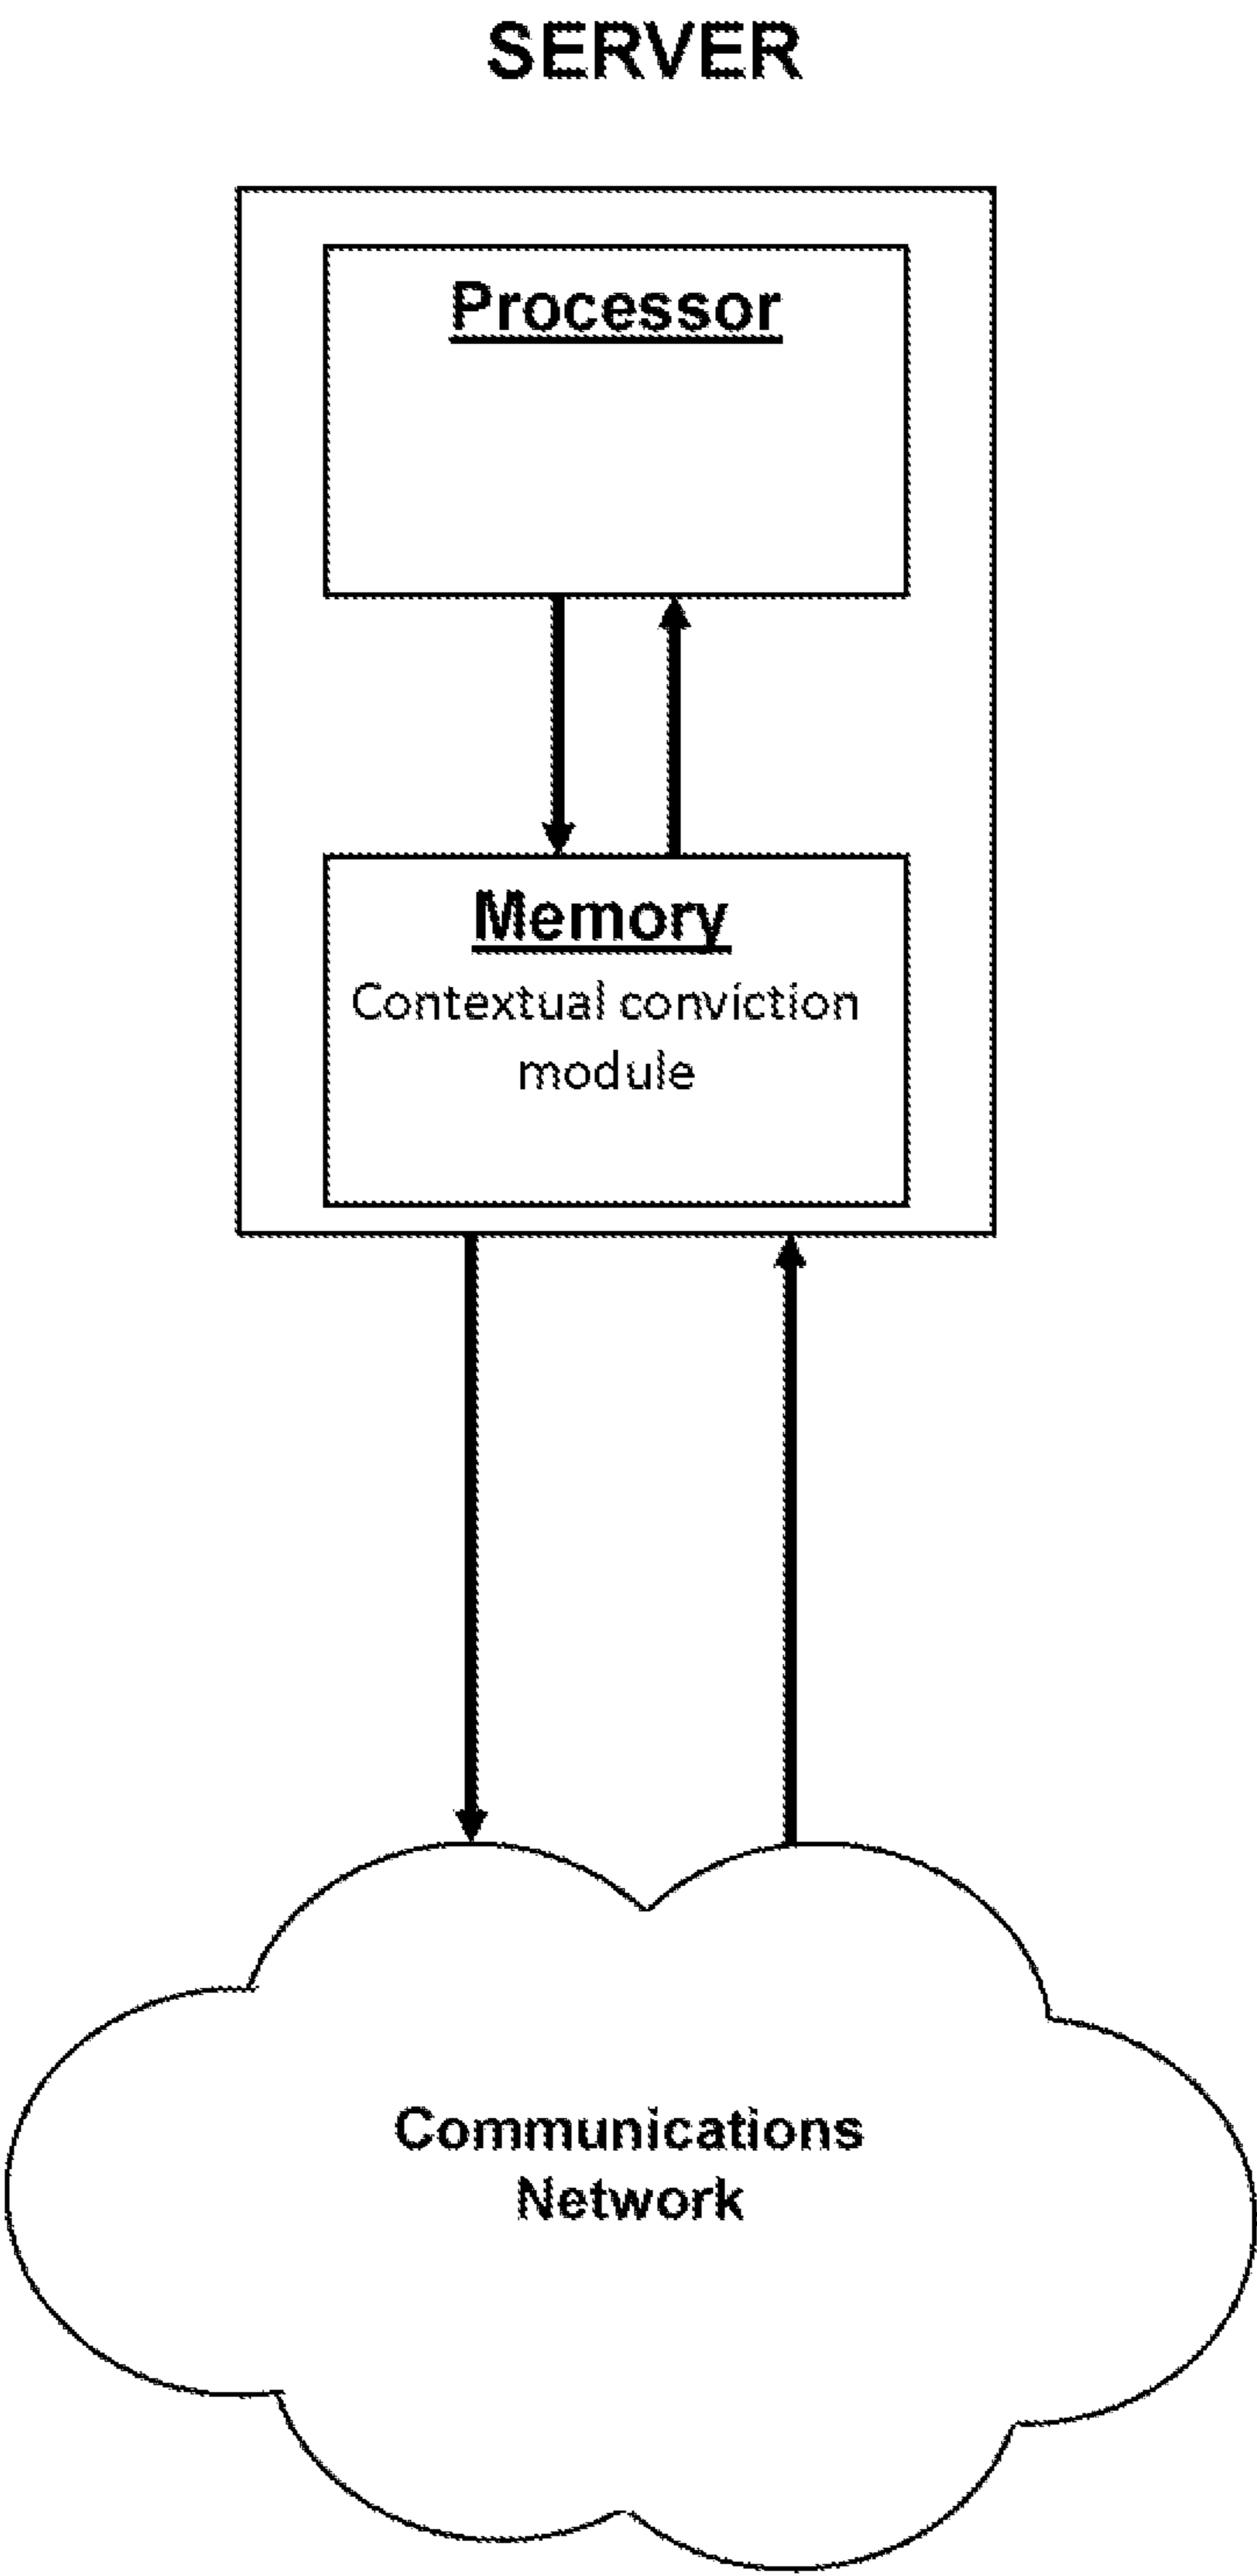 SERVER
Processor
Memory
Contextual conviction
module
Communications
Network